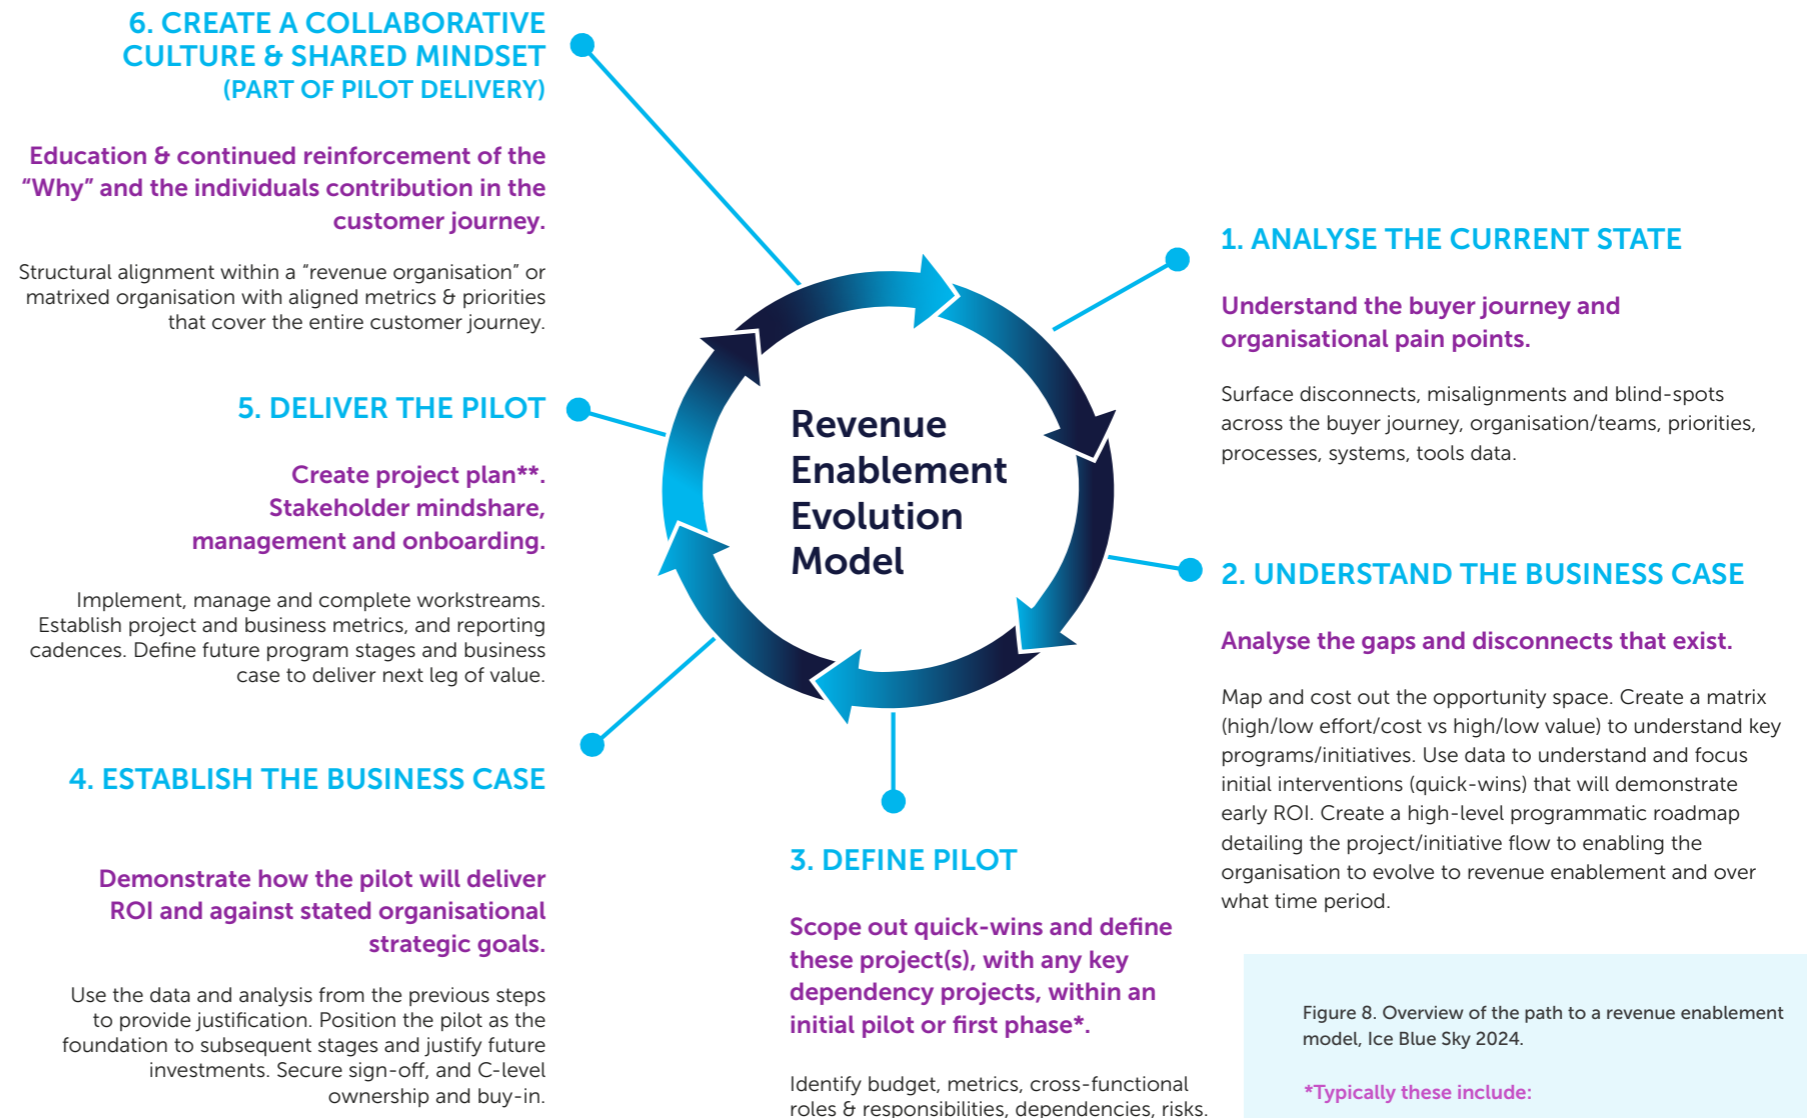 6. CREATE A COLLABORATIVE
CULTURE & SHARED MINDSET
(PART OF PILOT DELIVERY)
Education & continued reinforcement of the
“Why” and the individuals contribution in the
customer journey.
Structural alignment within a “revenue organisation” or
matrixed organisation with aligned metrics & priorities
that cover the entire customer journey.
5. DELIVER THE PILOT
Create project plan**.
Stakeholder mindshare,
management and onboarding.
Implement, manage and complete workstreams.
Establish project and business metrics, and reporting
cadences. Define future program stages and business
case to deliver next leg of value.
4. ESTABLISH THE BUSINESS CASE
Demonstrate how the pilot will deliver
ROI and against stated organisational
strategic goals.
Use the data and analysis from the previous steps
to provide justification. Position the pilot as the
foundation to subsequent stages and justify future
investments. Secure sign-off, and C-level
ownership and buy-in.
Revenue
Enablement
Evolution
Model
3. DEFINE PILOT
Scope out quick-wins and define
these project(s), with any key
dependency projects, within an
initial pilot or first phase*.
Identify budget, metrics, cross-functional
roles & responsibilities, dependencies, risks.
1. ANALYSE THE CURRENT STATE
Understand the buyer journey and
organisational pain points.
Surface disconnects, misalignments and blind-spots
across the buyer journey, organisation/teams, priorities,
processes, systems, tools data.
2. UNDERSTAND THE BUSINESS CASE
Analyse the gaps and disconnects that exist.
Map and cost out the opportunity space. Create a matrix
(high/low effort/cost vs high/low value) to understand key
programs/initiatives. Use data to understand and focus
initial interventions (quick-wins) that will demonstrate
early ROI. Create a high-level programmatic roadmap
detailing the project/initiative flow to enabling the
organisation to evolve to revenue enablement and over
what time period.
Figure 8. Overview of the path to a revenue enablement
model, Ice Blue Sky 2024.
*Typically these include: